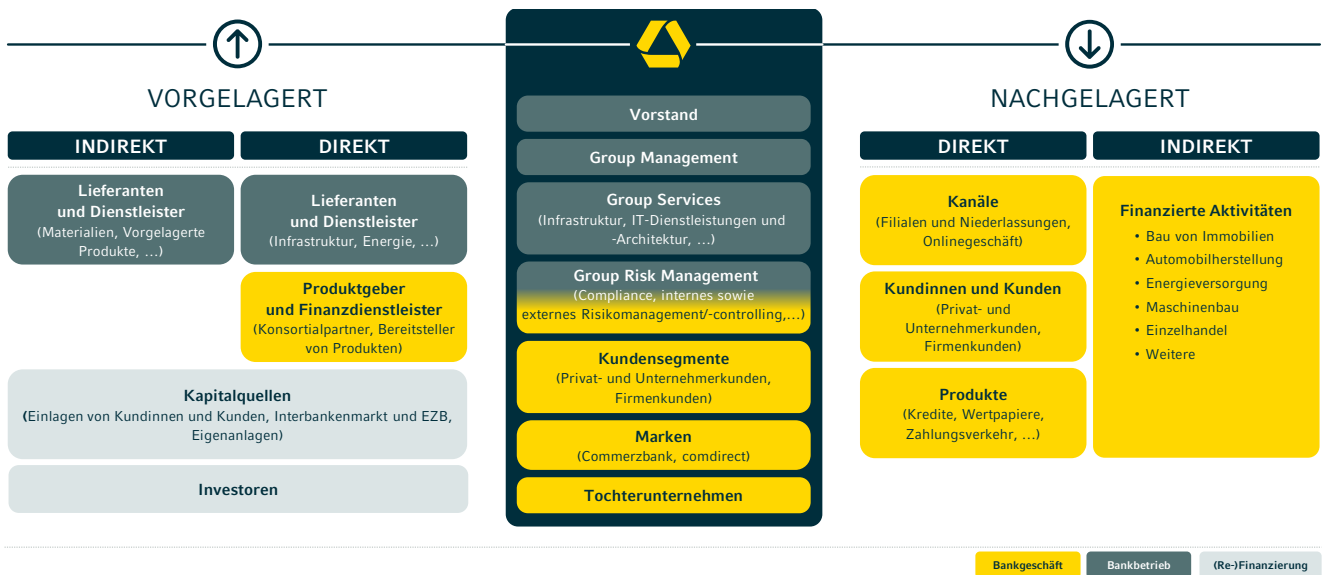 VORGELAGERT
INDIREKT
DIREKT
Lieferanten
und Dienstleister
(Materialien, Vorgelagerte
Produkte, ...)
Lieferanten
und Dienstleister
(Infrastruktur, Energie, ...)
Produktgeber
und Finanzdienstleister
(Konsortialpartner, Bereitsteller
von Produkten)
Kapitalquellen
(Einlagen von Kundinnen und Kunden, Interbankenmarkt und EZB,
Eigenanlagen)
Investoren
Vorstand
Group Management
Group Services
(Infrastruktur, IT-Dienstleistungen und
-Architektur, ...)
Group Risk Management
(Compliance, internes sowie
externes Risikomanagement/-controlling,...)
Kundensegmente
(Privat- und Unternehmerkunden,
Firmenkunden)
Marken
(Commerzbank, comdirect)
Tochterunternehmen
NACHGELAGERT
DIREKT
INDIREKT
Kanäle
(Filialen und Niederlassungen,
Onlinegeschäft)
Kundinnen und Kunden
(Privat- und
Unternehmerkunden,
Firmenkunden)
Produkte
(Kredite, Wertpapiere,
Zahlungsverkehr, ...)
Finanzierte Aktivitäten
• Bau von Immobilien
• Automobilherstellung
• Energieversorgung
• Maschinenbau
• Einzelhandel
• Weitere
Bankgeschäft
Bankbetrieb
(Re-)Finanzierung